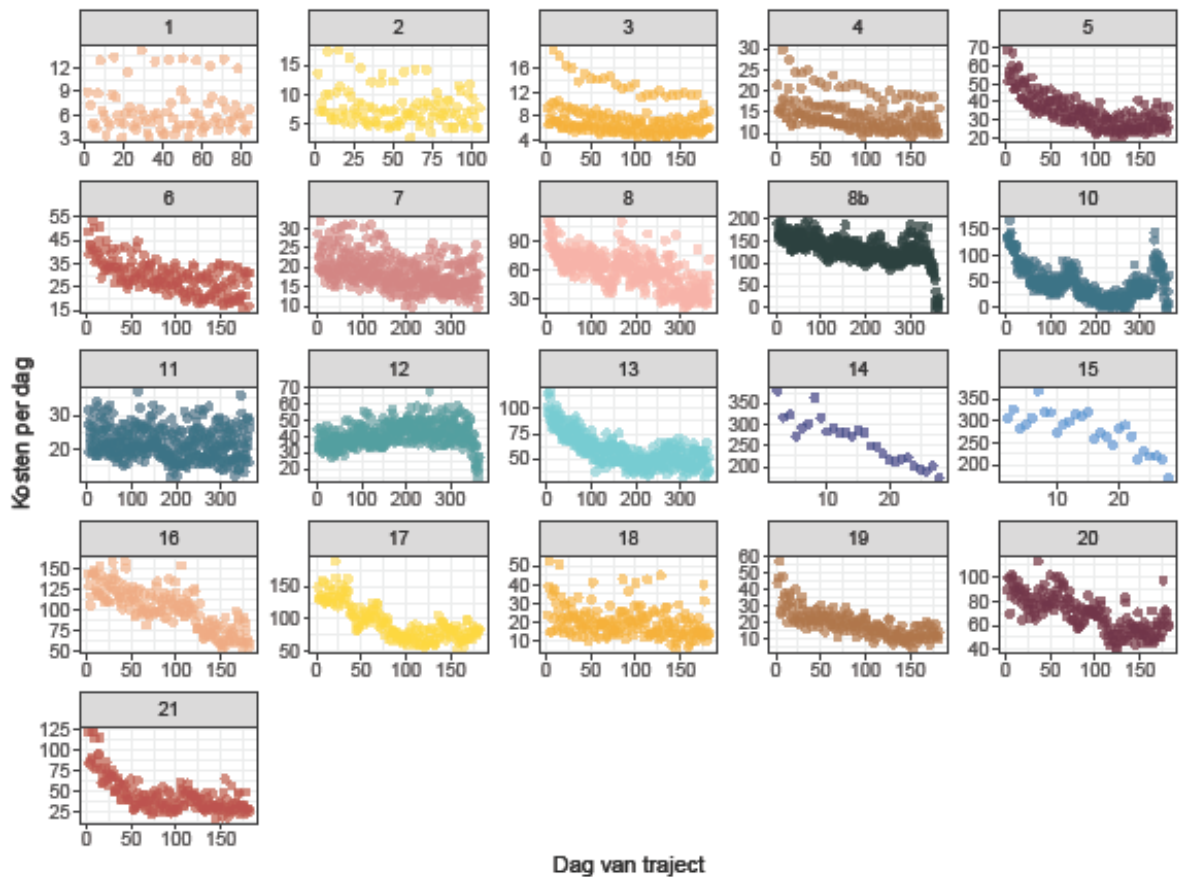 1 2 3 4 5
12 9 6 3
15 10 5
16 12 8 4
30 25 20 15 10
70 60 50 40 30 20
0 20 40 60 80
0 25 50 75 100
0 50 100 150
0 50 100 150
0 50 100 150
6 7 8 8b 10
55 45 35 25 15
30 25 20 15 10
90 60 30
200 150 100 50 0
150 100 50 0
0 50 100 150
0 100 200 300
0 100 200 300
0 100 200 300
0 100 200 300
Kosten per dag
11 12 13 14 15
30 20
70 60 50 40 30 20
100 75 50
350 300 250 200
350 300 250 200
0 100 200 300
0 100 200 300
0 100 200 300
10 20
10 20
16 17 18 19 20
150 125 100 75 50
150 100 50
50 40 30 20 10
60 50 40 30 20 10
100 80 60 40
0 50 100 150
0 50 100 150
0 50 100 150
0 50 100 150
0 50 100 150
21
125 100 75 50 25
0 50 100 150
Dag van traject